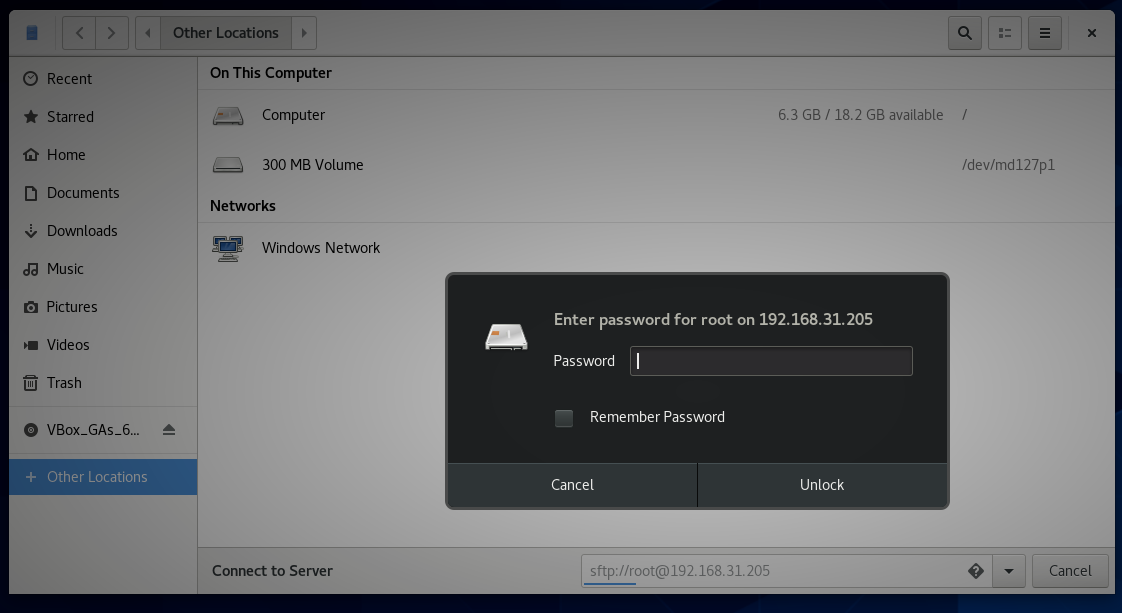 Other Locations
Recent
Starred
Home
Documents
Downloads
Music
Pictures
Videos
Trash
VBox_GAs_6...
Other Locations
On This Computer
Computer 6.3 GB / 18.2 GB available /
300 MB Volume /dev/md127p1
Networks
Windows Network
Enter password for root on 192.168.31.205
Password
Remember Password
Cancel Unlock
Connect to Server sftp://root@192.168.31.205 Cancel